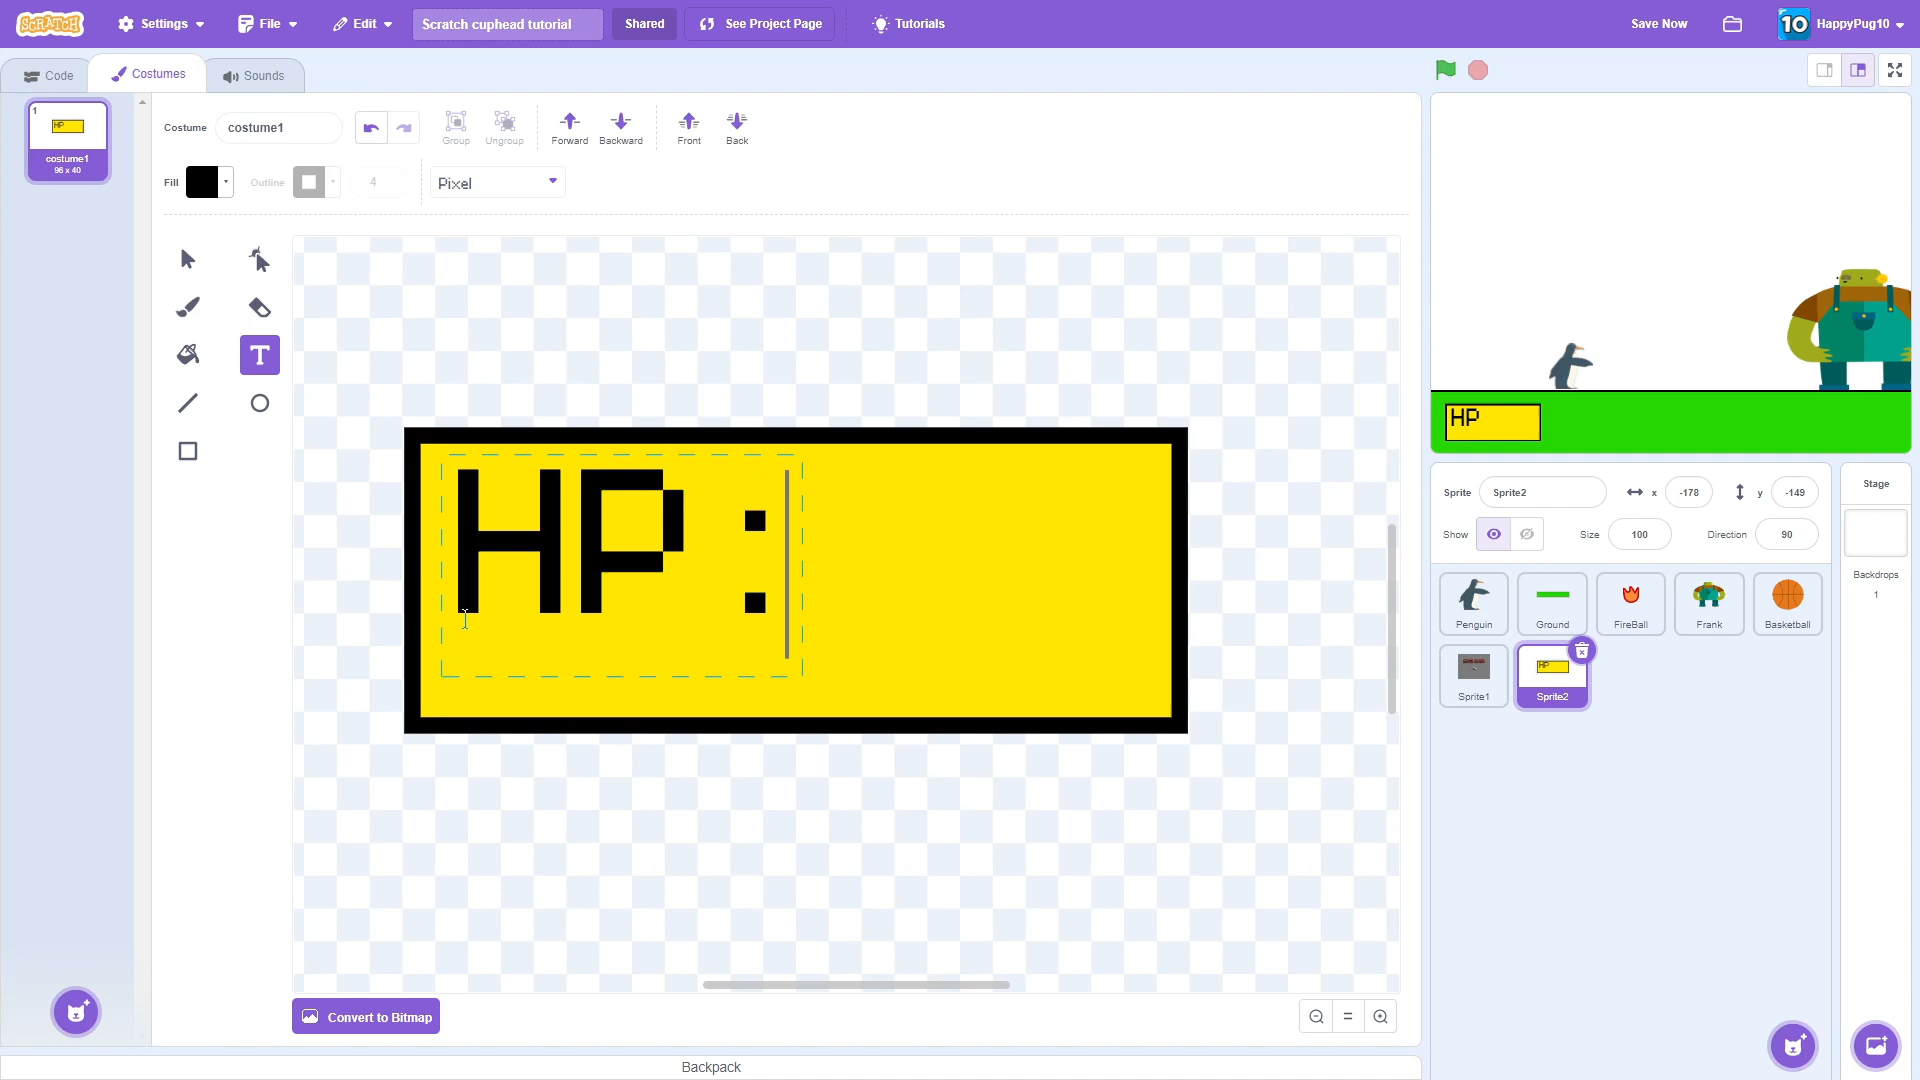 SCRATCH Settings File Edit Scratch cuphead tutorial Shared See Project Page Tutorials Save Now 10 HappyPug10
Code Costumes Sounds
1
HP
costume1
96 x 40
Costume costume1 Group Ungroup Forward Backward Front Back
Fill Outline 4 Pixel
T
HP :
HP
Sprite Sprite2 x -178 y -149
Show Size 100 Direction 90
Stage
Backdrops
1
Penguin Ground FireBall Frank Basketball
HP
Sprite1 Sprite2
Convert to Bitmap
=
Backpack